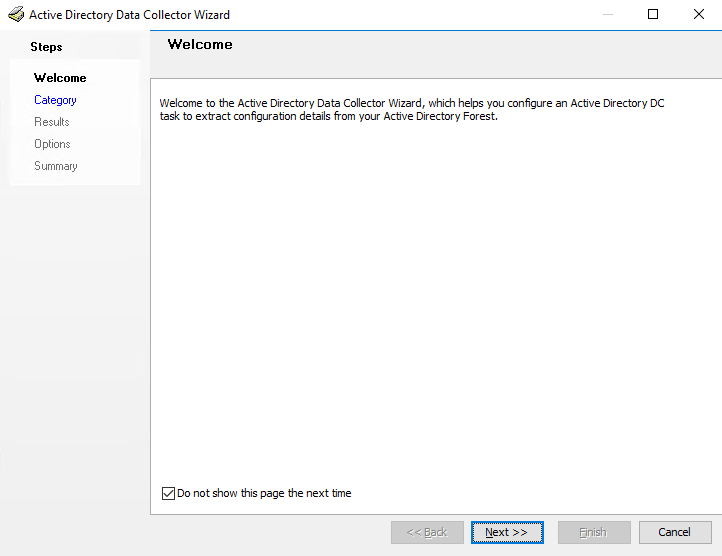 Active Directory Data Collector Wizard
Steps
Welcome
Category
Results
Options
Summary
Welcome
Welcome to the Active Directory Data Collector Wizard, which helps you configure an Active Directory DC
task to extract configuration details from your Active Directory Forest.
Do not show this page the next time
<< Back
Next >>
Finish
Cancel